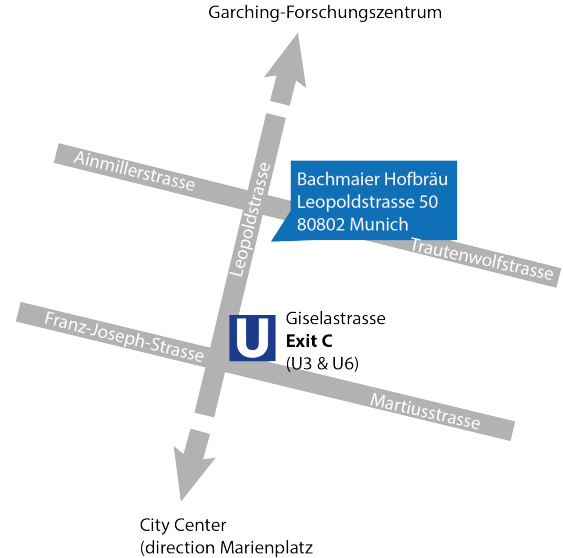 Garching-Forschungszentrum
Ainmillerstrasse
Leopoldstrasse
Bachmaier Hofbräu
Leopoldstrasse 50
80802 Munich
Trautenwolfstrasse
Franz-Joseph-Strasse
U
Giselastrasse
Exit C
(U3 & U6)
Martiusstrasse
City Center
(direction Marienplatz